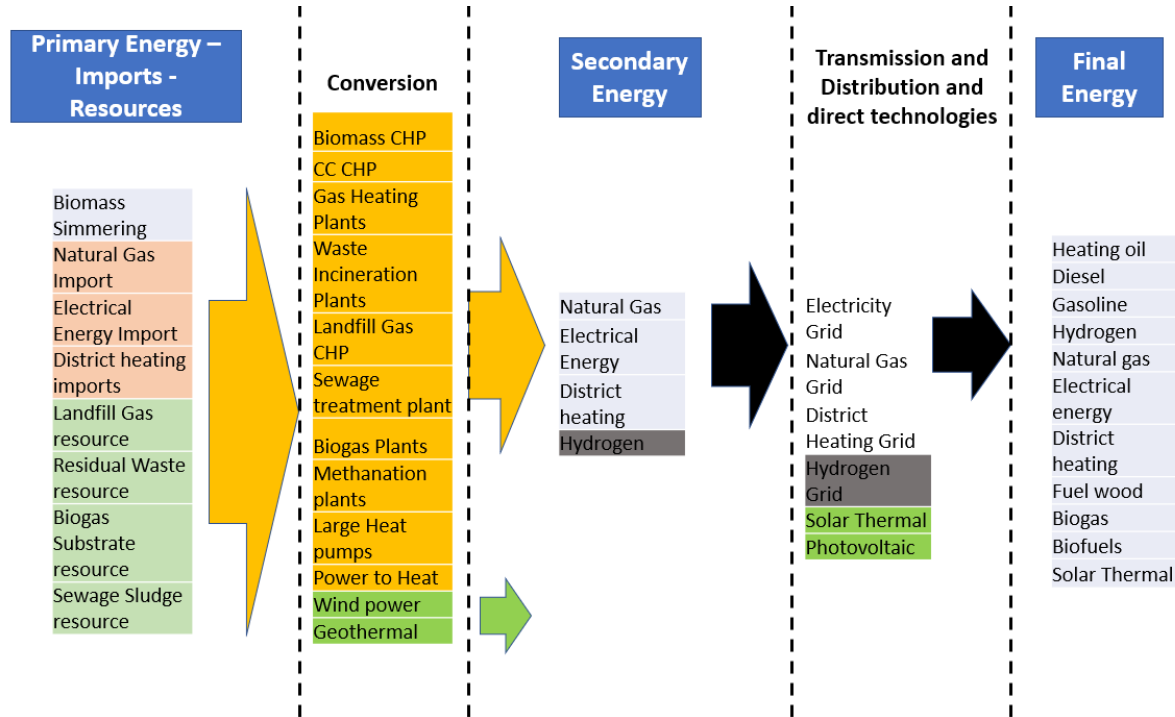 Primary Energy –
Imports -
Resources
Biomass
Simmering
Natural Gas
Import
Electrical
Energy Import
District heating
imports
Landfill Gas
resource
Residual Waste
resource
Biogas
Substrate
resource
Sewage Sludge
resource
Conversion
Biomass CHP
CC CHP
Gas Heating
Plants
Waste
Incineration
Plants
Landfill Gas
CHP
Sewage
treatment plant
Biogas Plants
Methanation
plants
Large Heat
pumps
Power to Heat
Wind power
Geothermal
Secondary
Energy
Natural Gas
Electrical
Energy
District
heating
Hydrogen
Transmission and
Distribution and
direct technologies
Electricity
Grid
Natural Gas
Grid
District
Heating Grid
Hydrogen
Grid
Solar Thermal
Photovoltaic
Final
Energy
Heating oil
Diesel
Gasoline
Hydrogen
Natural gas
Electrical
energy
District
heating
Fuel wood
Biogas
Biofuels
Solar Thermal